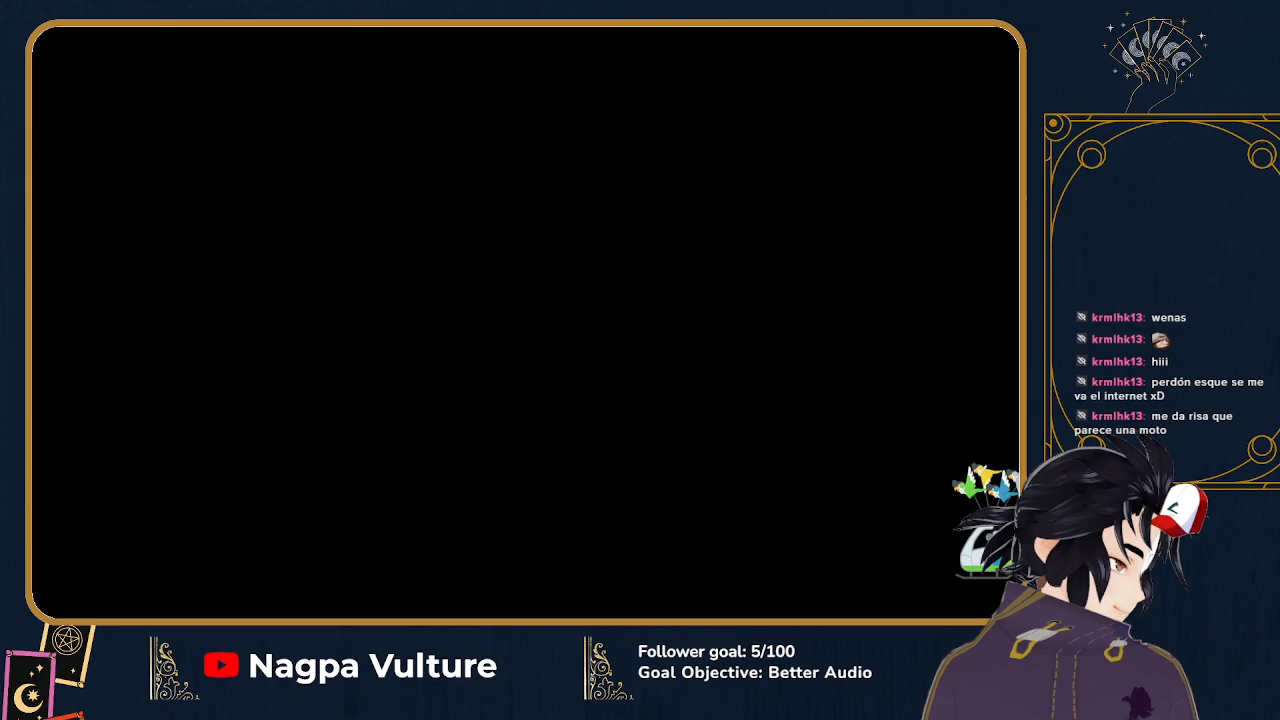 krmlhk13: wenas
krmlhk13:
krmlhk13: hiii
krmlhk13: perdón esque se me
va el internet xD
krmlhk13: me da risa que
parece una moto
Nagpa Vulture
Follower goal: 5/100
Goal Objective: Better Audio